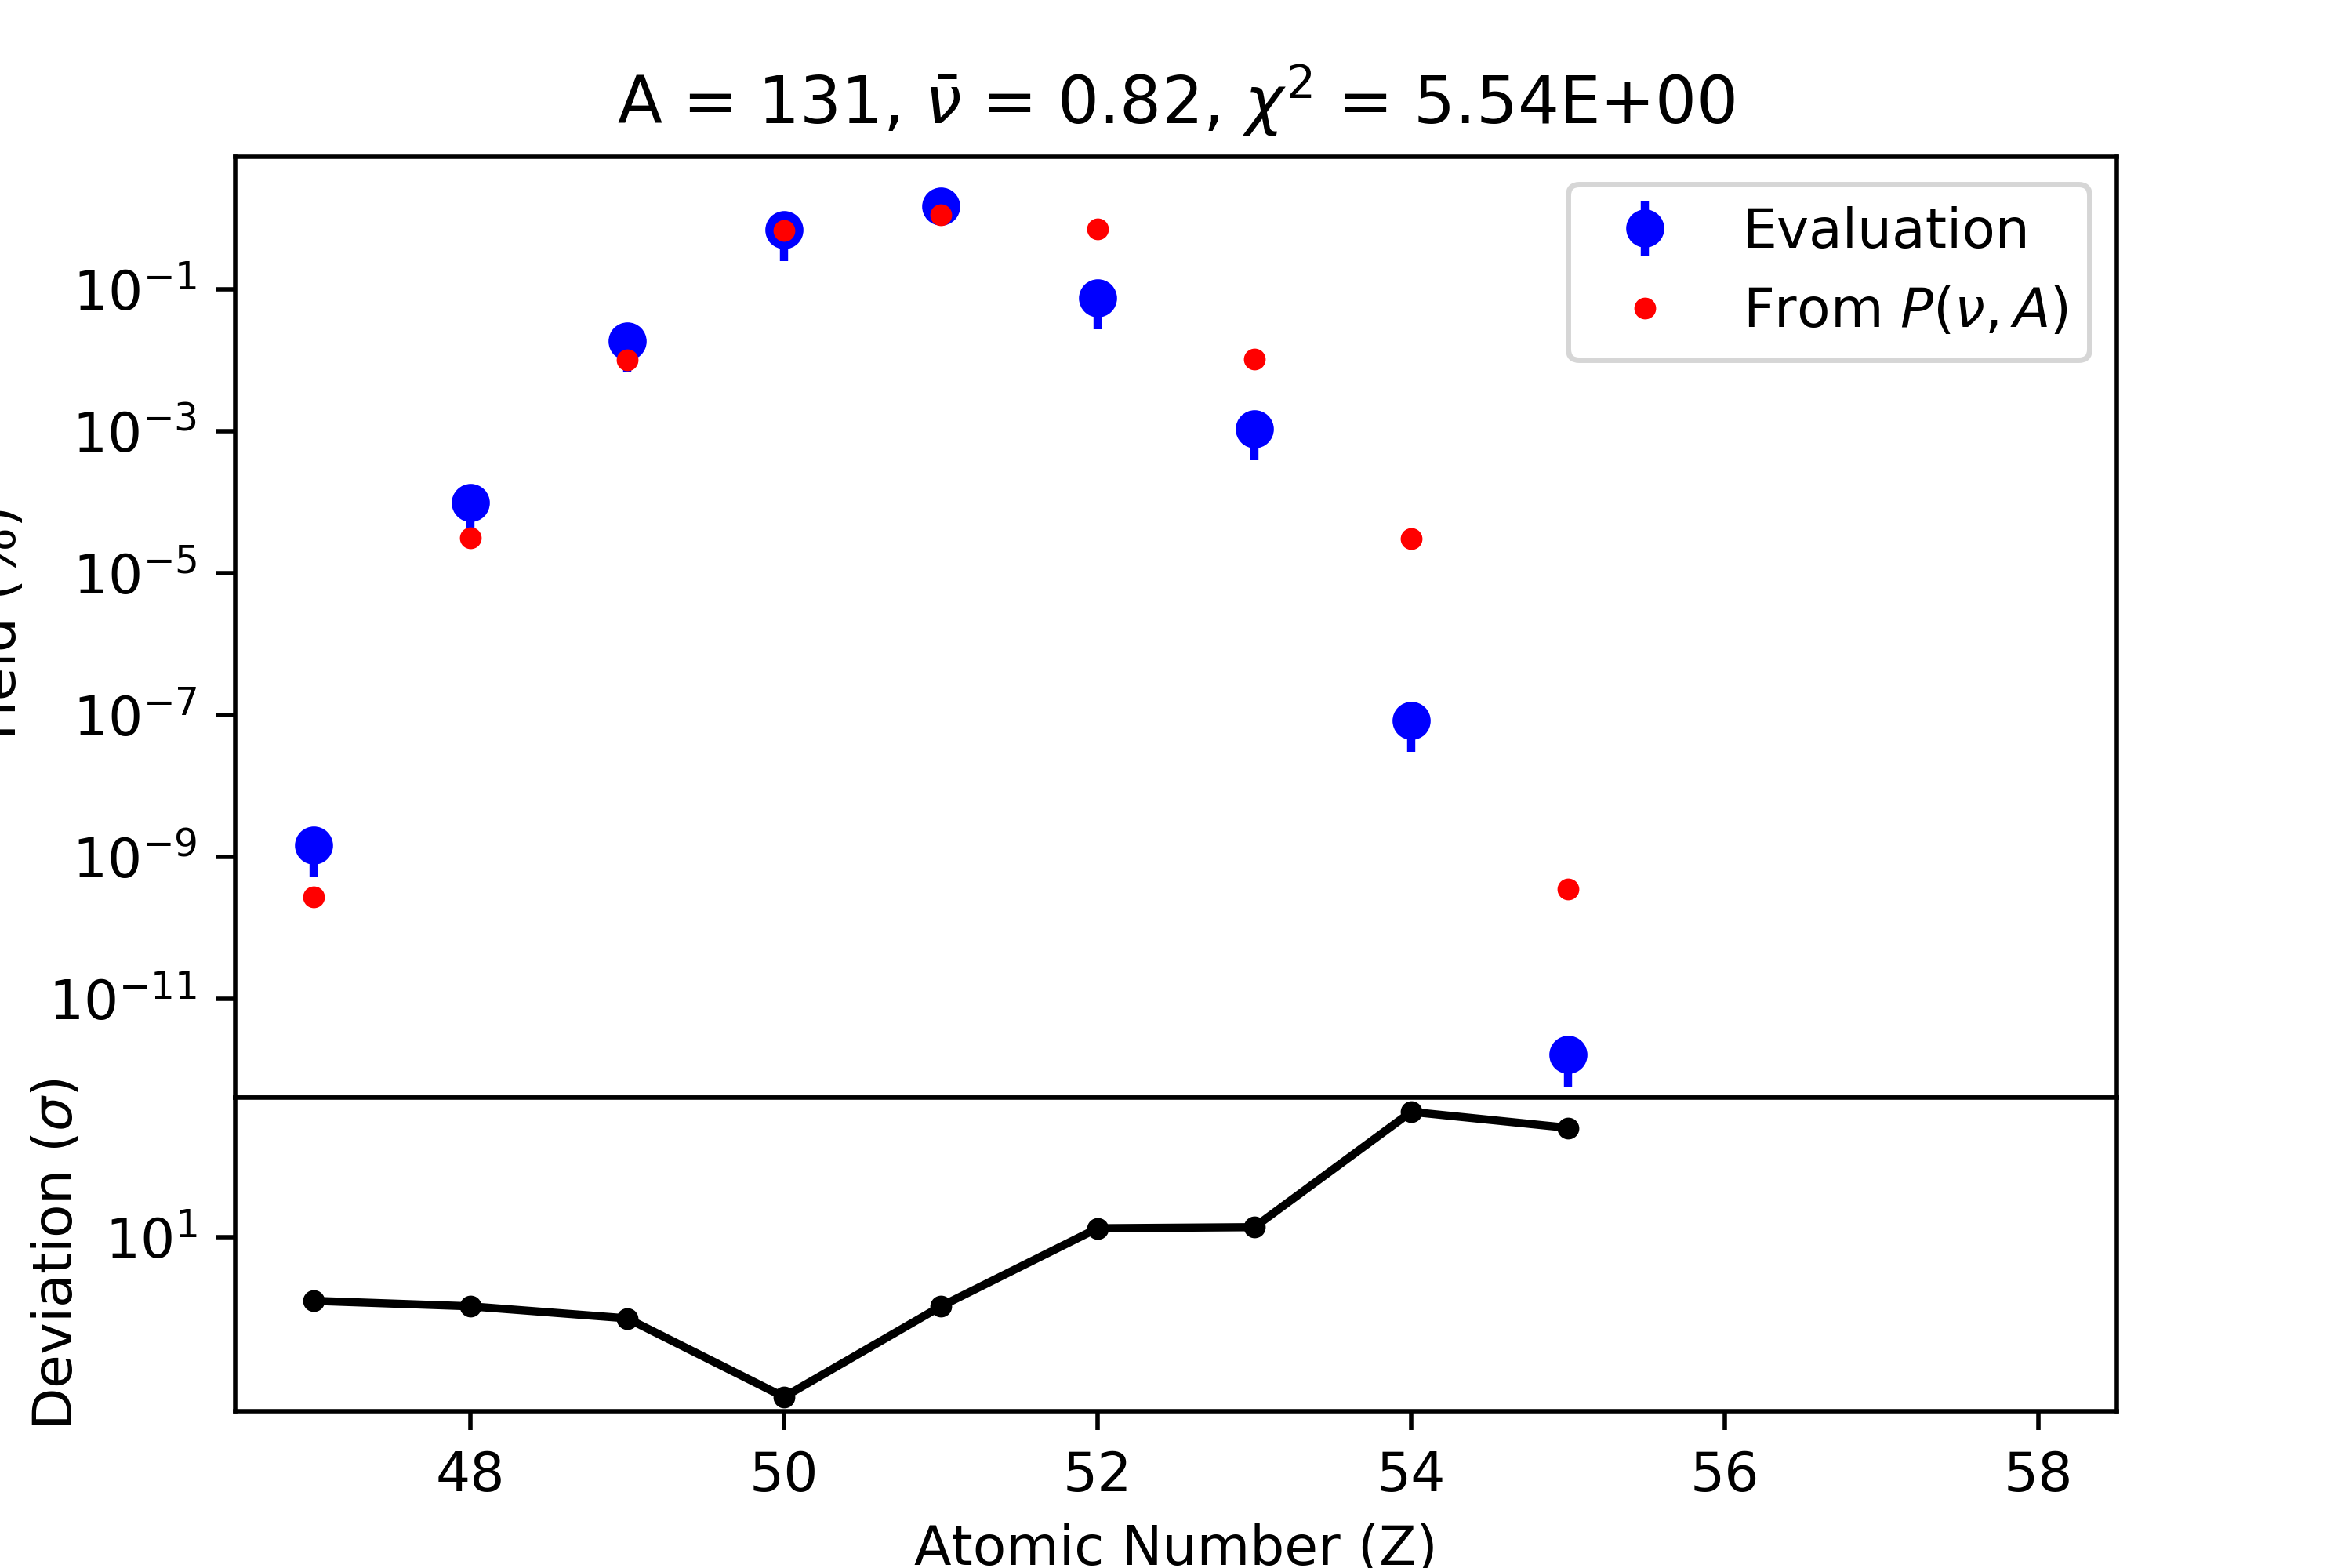 A = 131, ν̄ = 0.82, χ² = 5.54E+00
Evaluation
From P(ν, A)
10⁻¹
10⁻³
10⁻⁵
10⁻⁷
10⁻⁹
10⁻¹¹
(%)
Deviation (σ)
10¹
48 50 52 54 56 58
Atomic Number (Z)